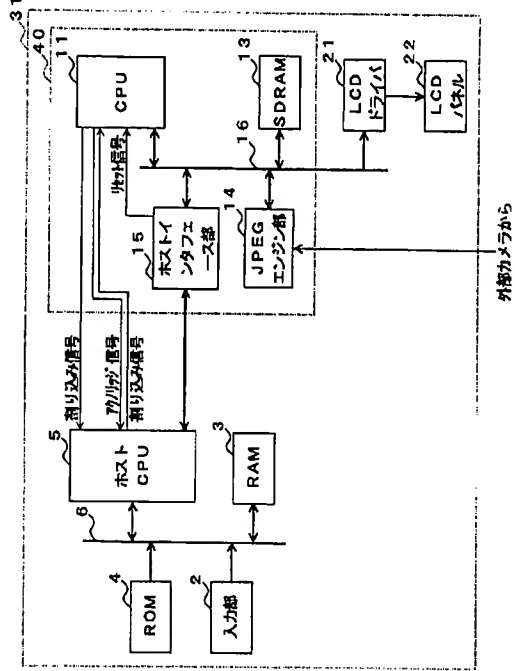 31
40
11
CPU
リセット信号
13
SDRAM
16
21
LCD
ドライバ
22
LCD
パネル
15
ホストイ
ンタフェ
ース部
14
JPEG
エンジン部
外部カメラから
割り込み信号
アクノリッジ信号
割り込み信号
5
ホスト
CPU
3
RAM
6
4
ROM
2
入力部